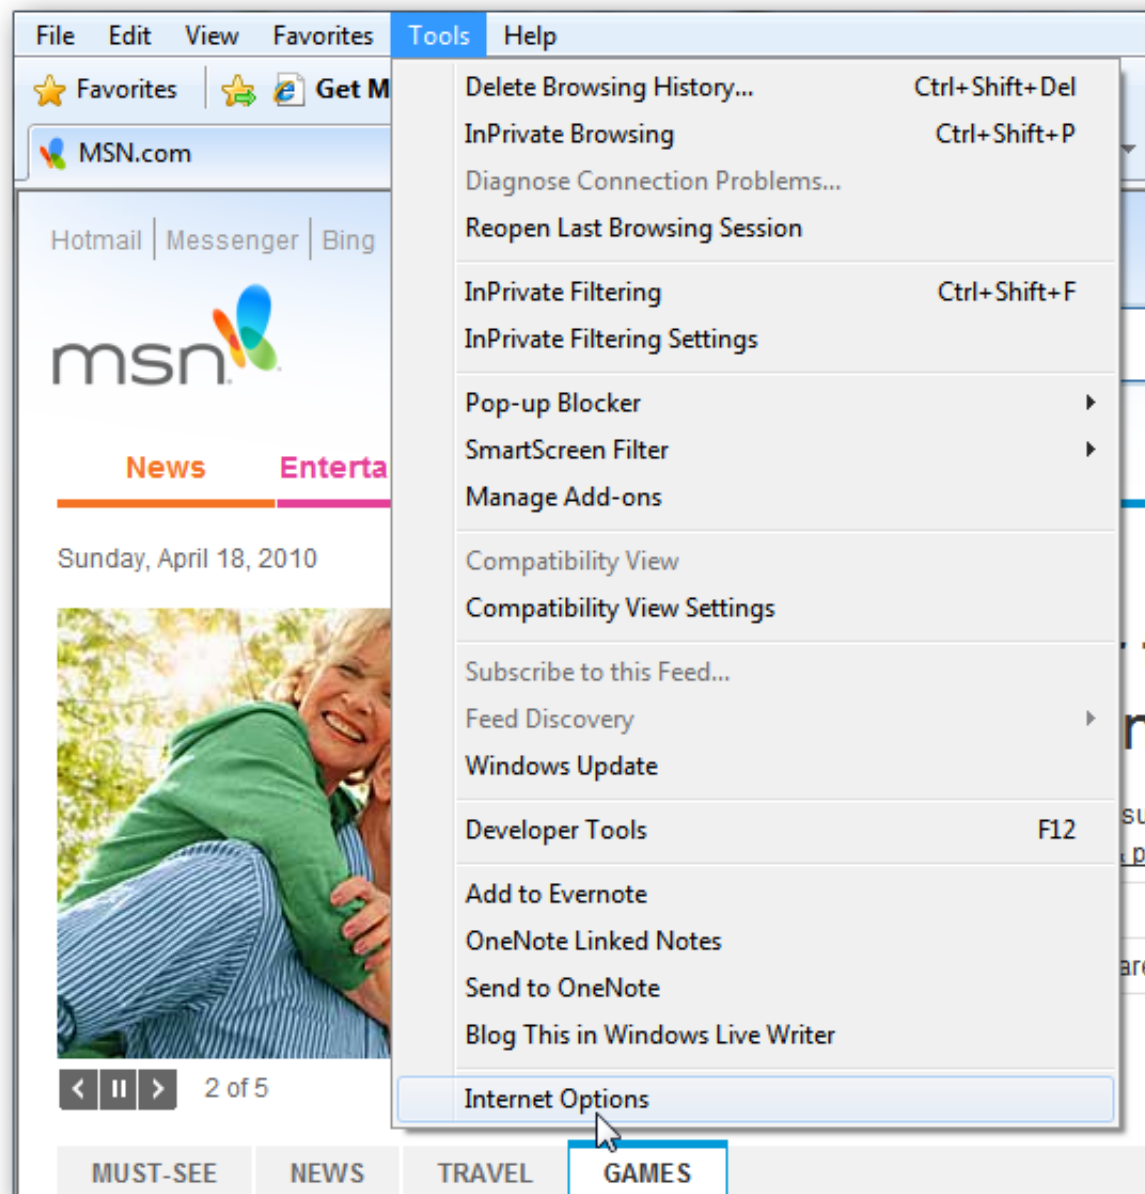 File Edit View Favorites Tools Help
Favorites Get M
MSN.com
Hotmail Messenger Bing
msn
News Enterta
Sunday, April 18, 2010
2 of 5
MUST-SEE NEWS TRAVEL GAMES
Delete Browsing History... Ctrl+Shift+Del
InPrivate Browsing Ctrl+Shift+P
Diagnose Connection Problems...
Reopen Last Browsing Session
InPrivate Filtering Ctrl+Shift+F
InPrivate Filtering Settings
Pop-up Blocker
SmartScreen Filter
Manage Add-ons
Compatibility View
Compatibility View Settings
Subscribe to this Feed...
Feed Discovery
Windows Update
Developer Tools F12
Add to Evernote
OneNote Linked Notes
Send to OneNote
Blog This in Windows Live Writer
Internet Options